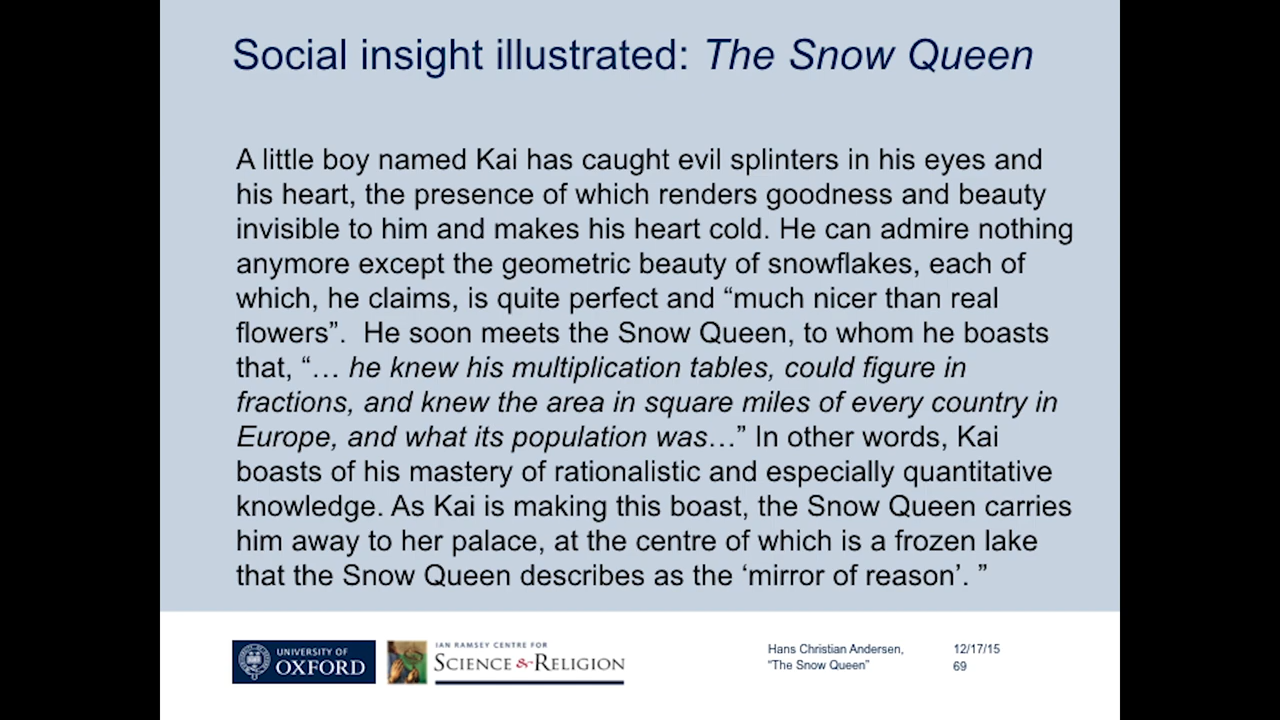 Social insight illustrated: The Snow Queen
A little boy named Kai has caught evil splinters in his eyes and
his heart, the presence of which renders goodness and beauty
invisible to him and makes his heart cold. He can admire nothing
anymore except the geometric beauty of snowflakes, each of
which, he claims, is quite perfect and “much nicer than real
flowers”.  He soon meets the Snow Queen, to whom he boasts
that, “… he knew his multiplication tables, could figure in
fractions, and knew the area in square miles of every country in
Europe, and what its population was…” In other words, Kai
boasts of his mastery of rationalistic and especially quantitative
knowledge. As Kai is making this boast, the Snow Queen carries
him away to her palace, at the centre of which is a frozen lake
that the Snow Queen describes as the ‘mirror of reason’. ”
UNIVERSITY OF
OXFORD
IAN RAMSEY CENTRE FOR
SCIENCE & RELIGION
Hans Christian Andersen,
“The Snow Queen”
12/17/15
69